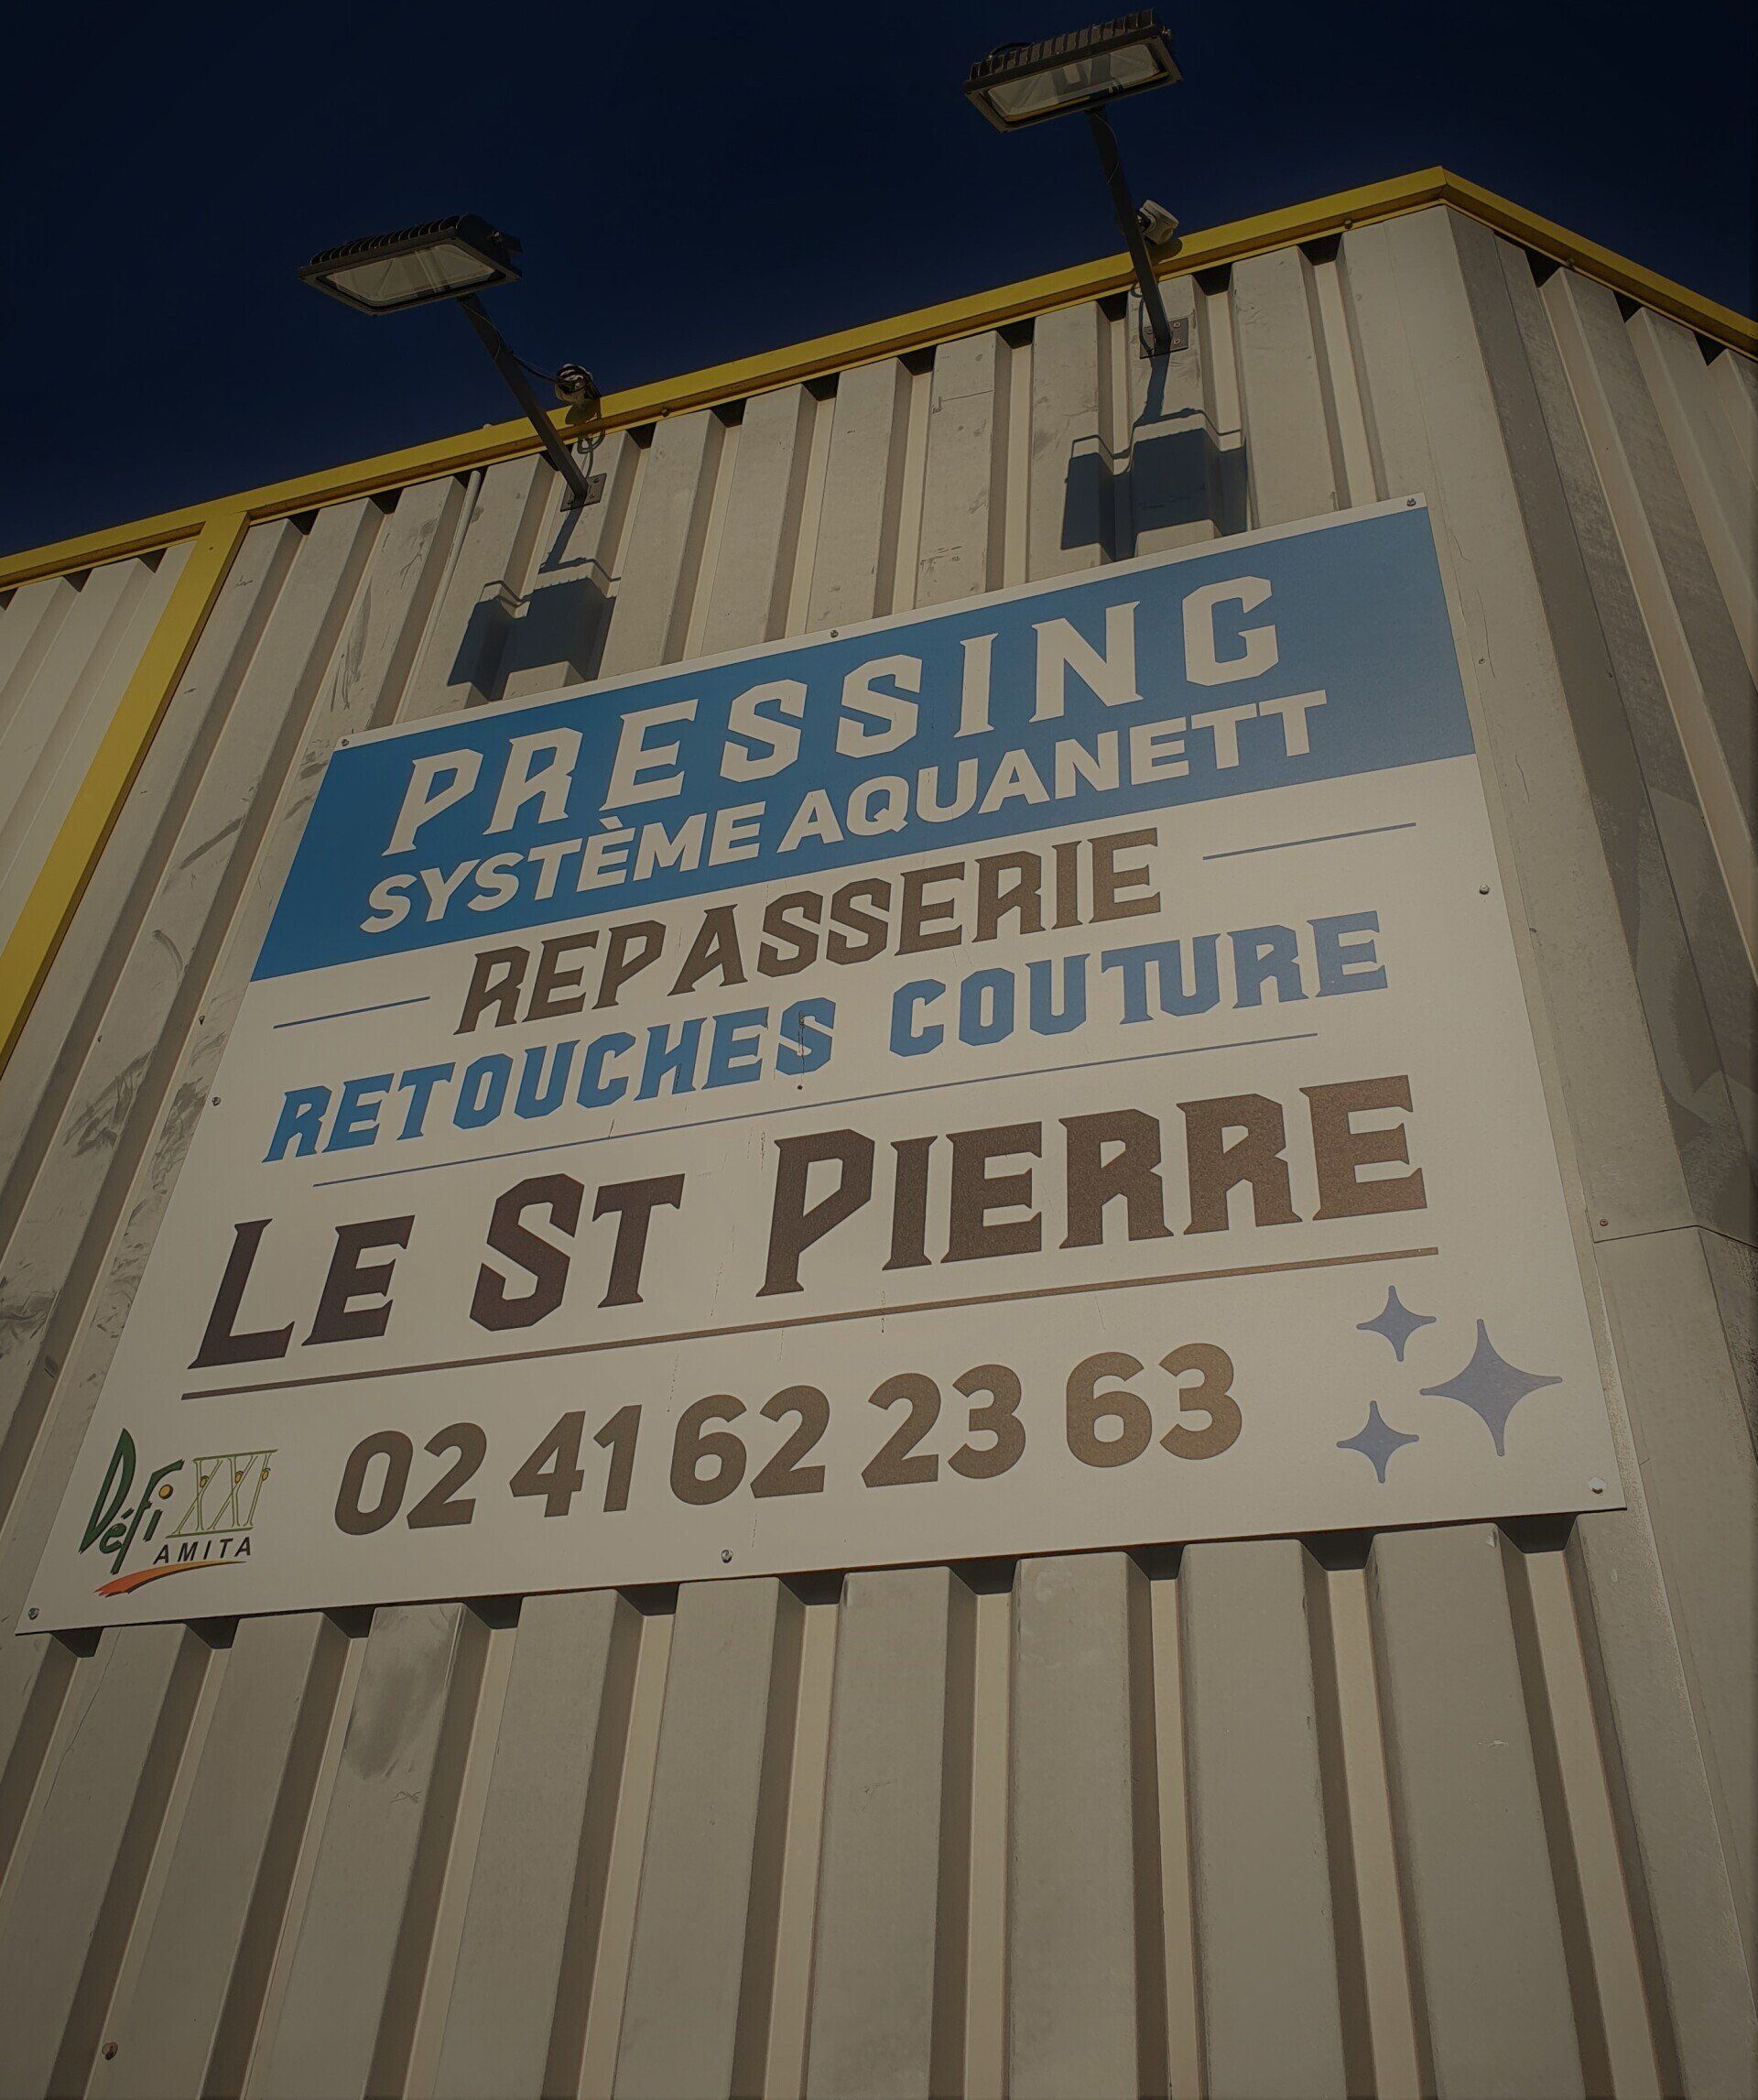 PRESSING
SYSTÈME AQUANETT
REPASSERIE
RETOUCHES COUTURE
LE ST PIERRE
02 41 62 23 63
Défi XXI
AMITA